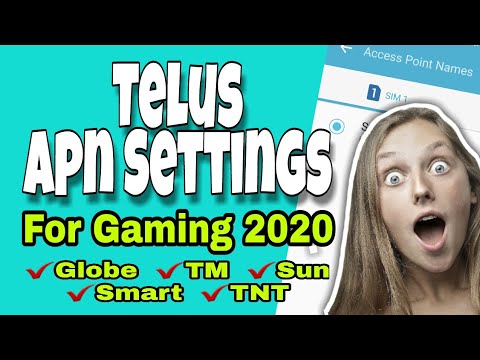 Telus
Apn Settings
For Gaming 2020
Globe TM Sun
Smart TNT
Access Point Names
1 SIM 1
S